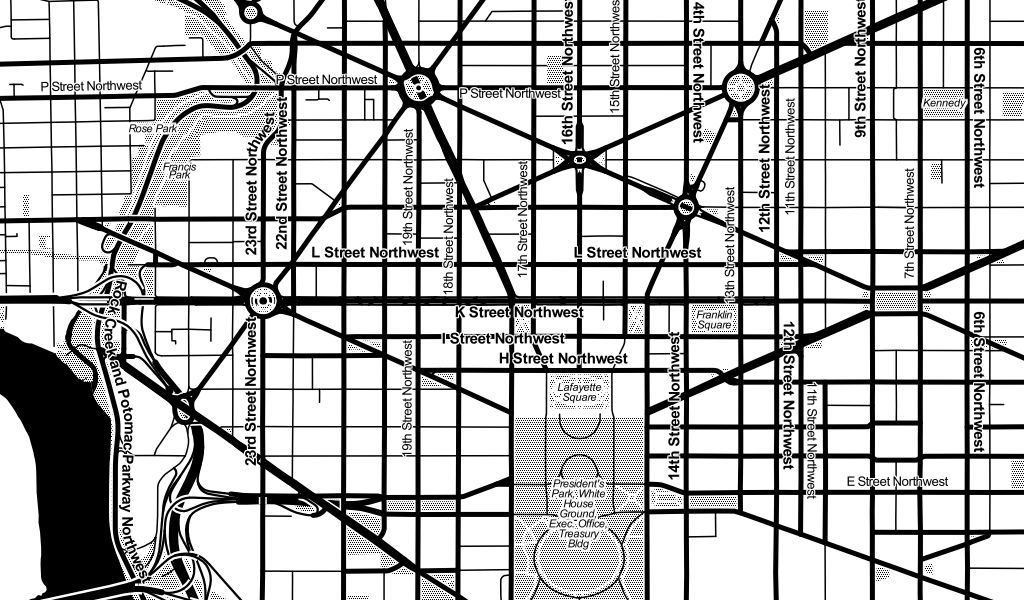 16th Street Northwest
15th Street Northwest
4th Street Northwest
9th Street Northwest
6th Street Northwest
P Street Northwest
P Street Northwest
P Street Northwest
Kennedy
Rose Park
Francis
Park
23rd Street Northwest
22nd Street Northwest
19th Street Northwest
18th Street Northwest
17th Street Northwest
13th Street Northwest
12th Street Northwest
11th Street Northwest
7th Street Northwest
L Street Northwest
L Street Northwest
K Street Northwest
Franklin
Square
I Street Northwest
H Street Northwest
Rock Creek and Potomac Parkway Northwest
23rd Street Northwest
19th Street Northwest
14th Street Northwest
12th Street Northwest
11th Street Northwest
6th Street Northwest
Lafayette
Square
E Street Northwest
President's
Park, White
House
Ground,
Exec. Office,
Treasury
Bldg